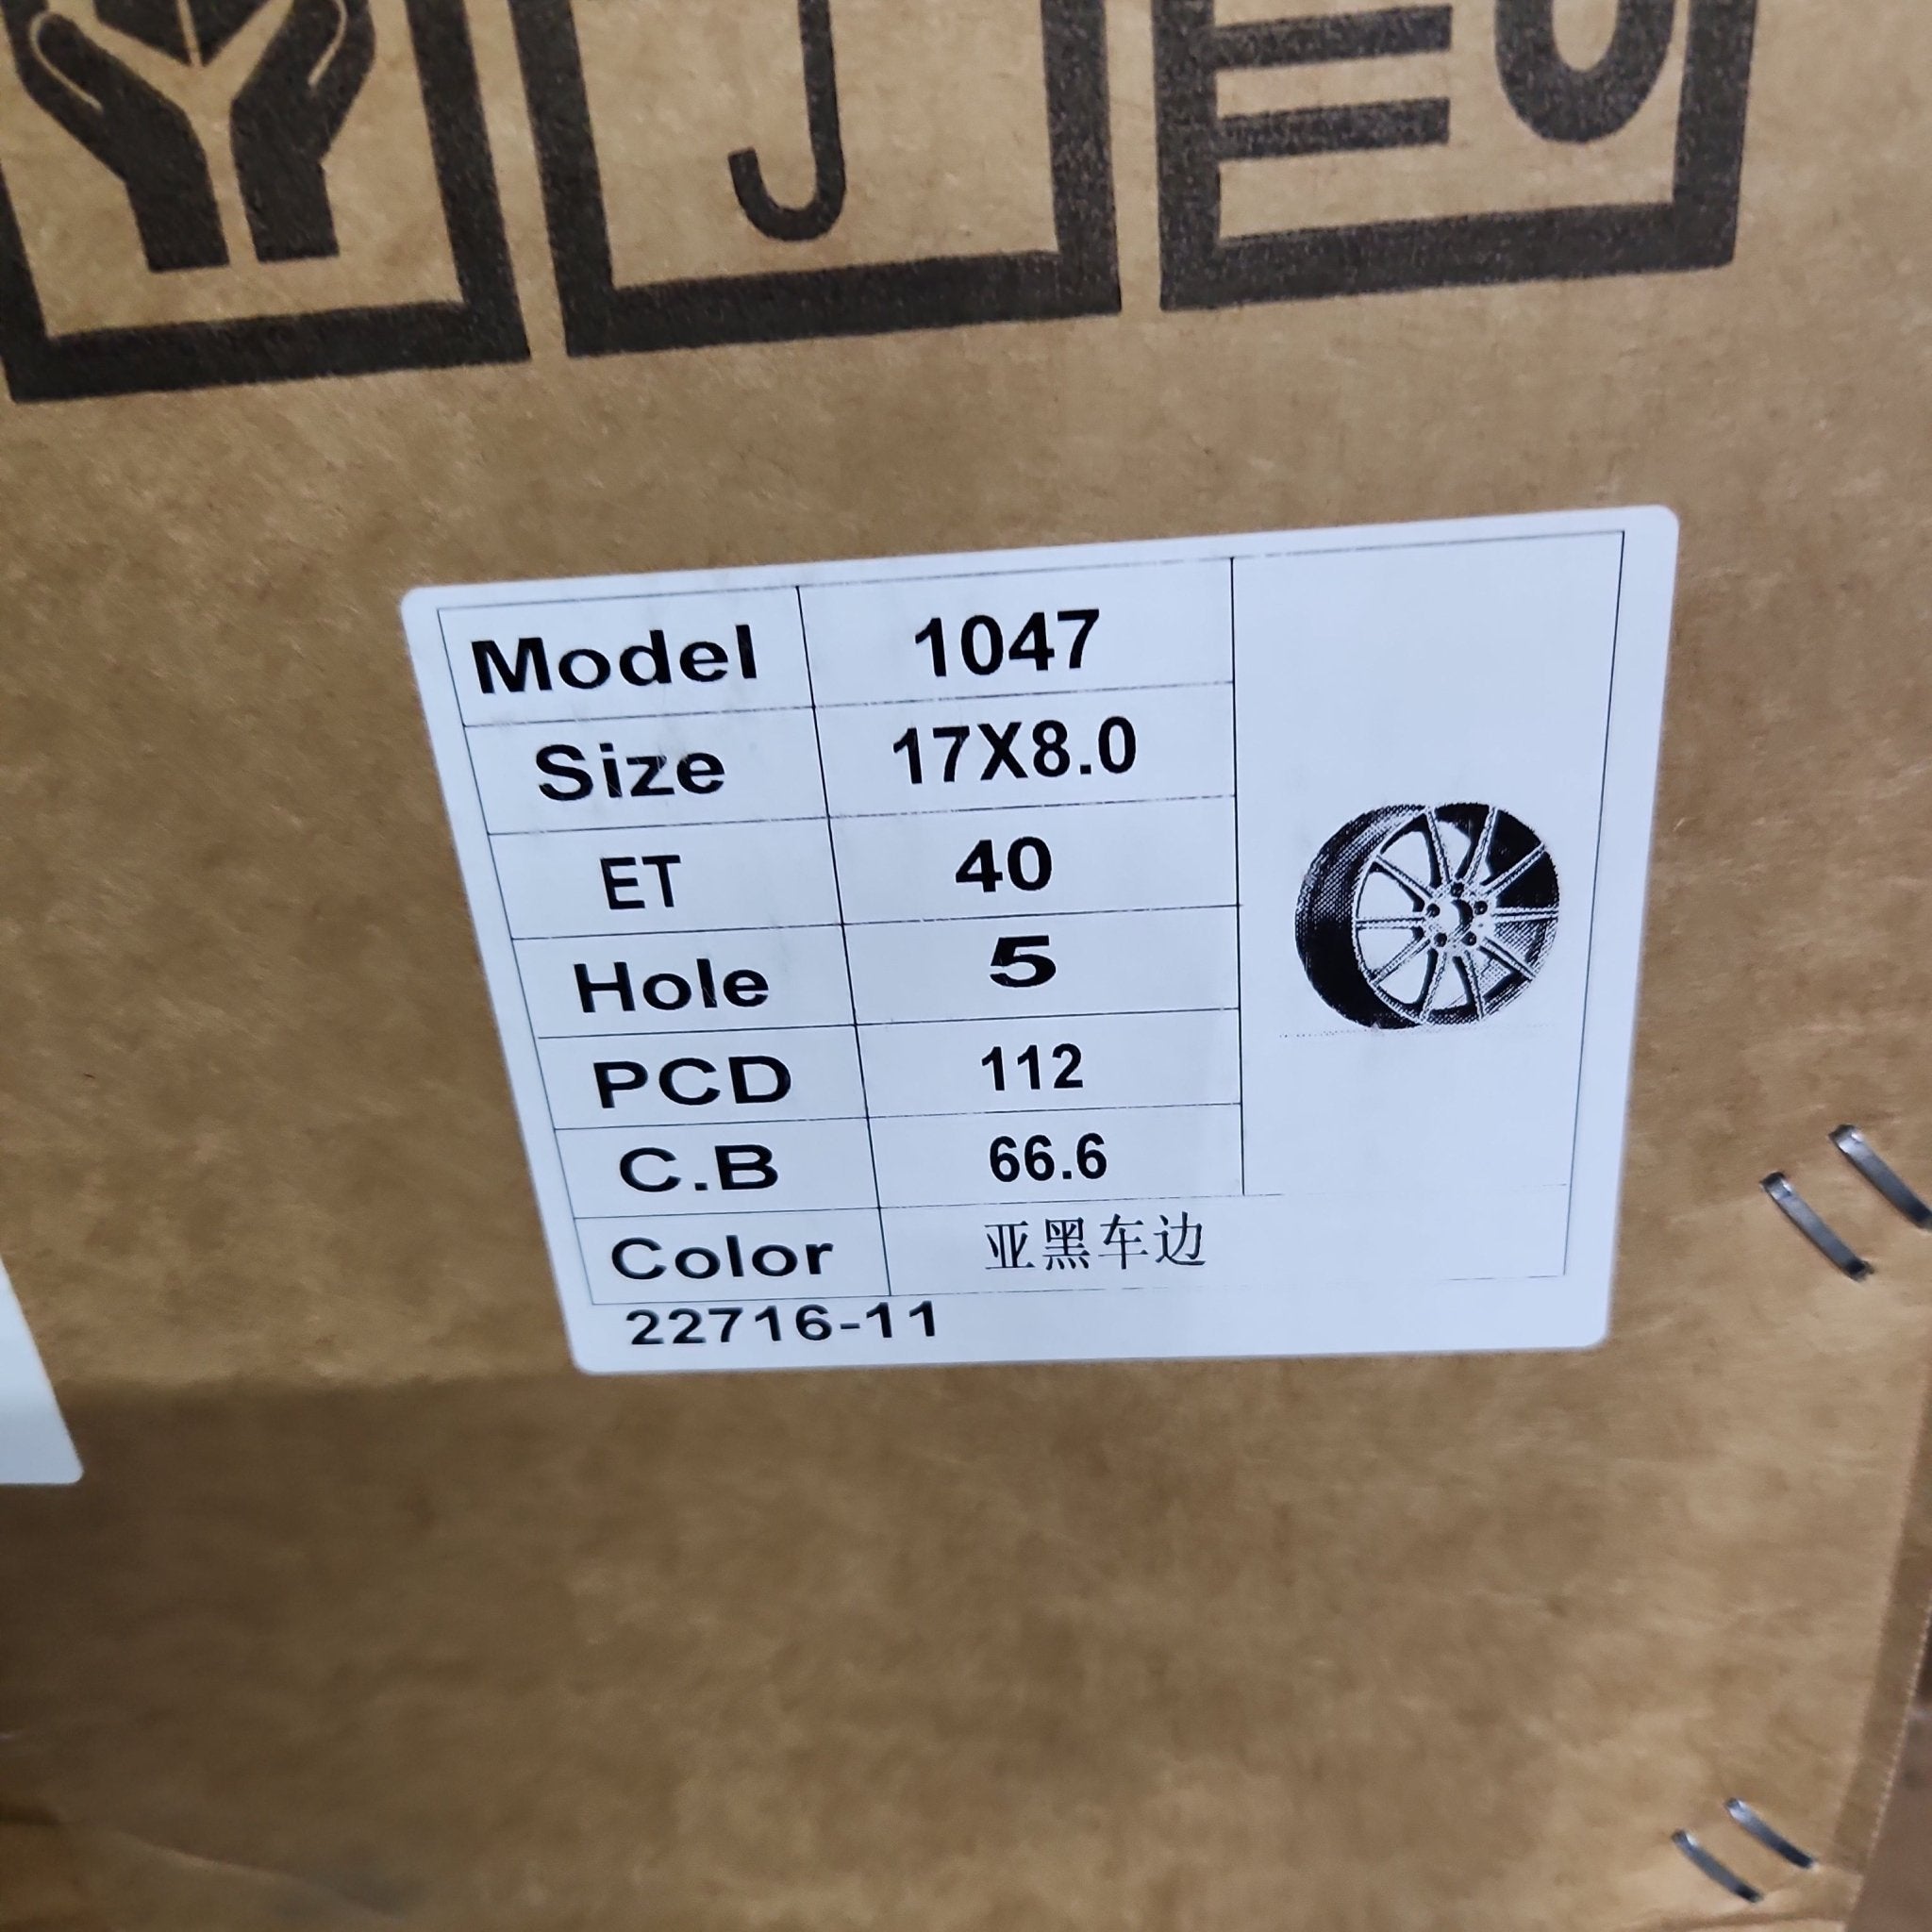 Model 1047
Size 17X8.0
ET 40
Hole 5
PCD 112
C.B 66.6
Color 亚黑车边
22716-11